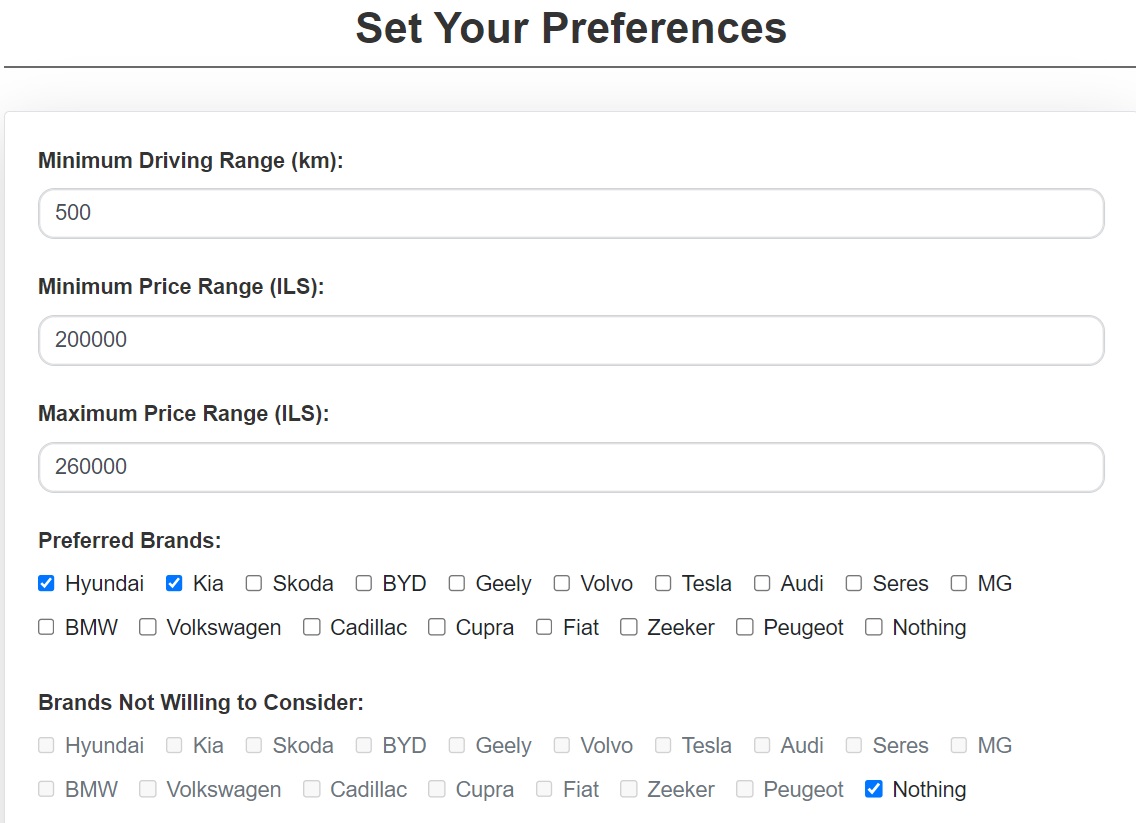 Set Your Preferences
Minimum Driving Range (km):
500
Minimum Price Range (ILS):
200000
Maximum Price Range (ILS):
260000
Preferred Brands:
Hyundai Kia Skoda BYD Geely Volvo Tesla Audi Seres MG
BMW Volkswagen Cadillac Cupra Fiat Zeeker Peugeot Nothing
Brands Not Willing to Consider:
Hyundai Kia Skoda BYD Geely Volvo Tesla Audi Seres MG
BMW Volkswagen Cadillac Cupra Fiat Zeeker Peugeot Nothing